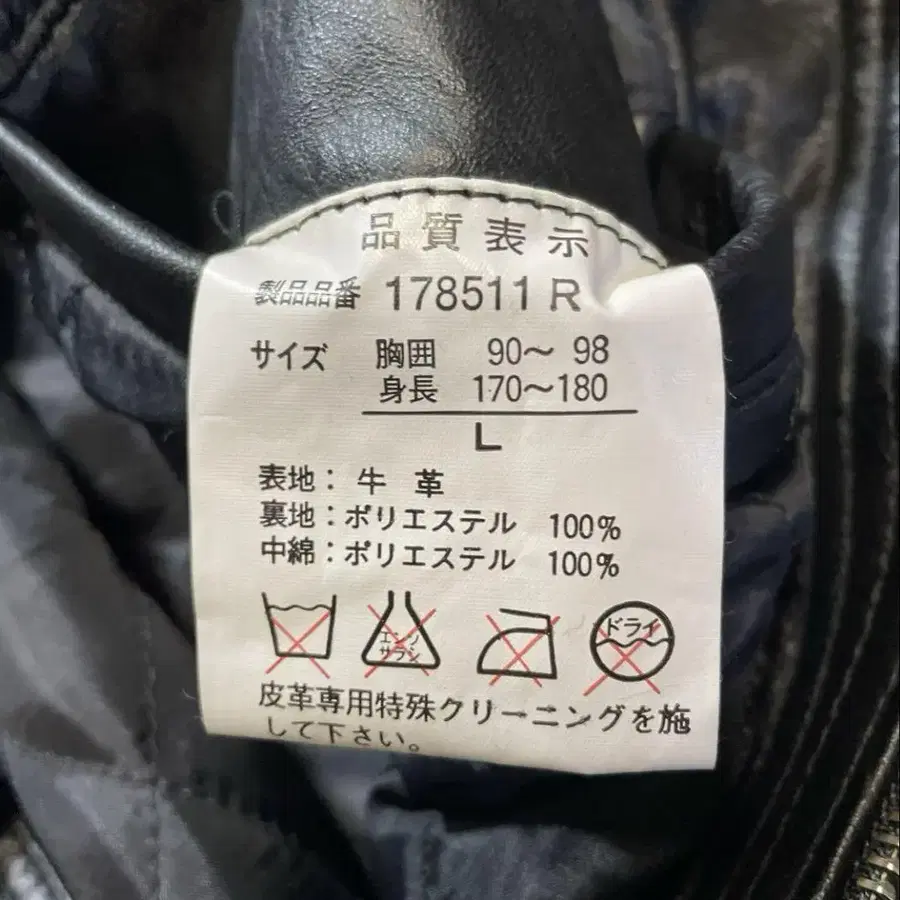 品質表示
製品品番 178511 R
サイズ 胸囲 90〜 98
身長 170〜180
L
表地：牛 革
裏地：ポリエステル 100%
中綿：ポリエステル 100%
エンソ
サラシ
ドライ
皮革専用特殊クリーニングを施
して下さい。